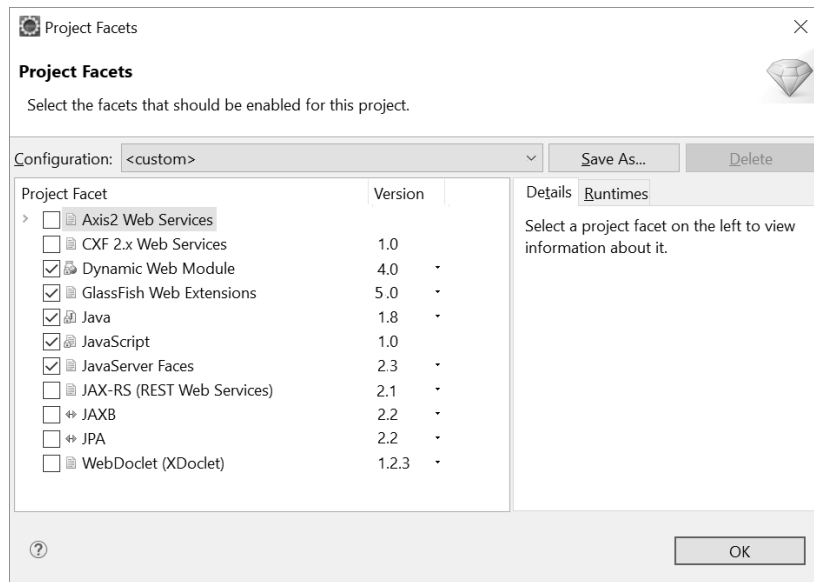 Project Facets
Project Facets
Select the facets that should be enabled for this project.
Configuration: <custom> Save As... Delete
Project Facet Version
Axis2 Web Services
CXF 2.x Web Services 1.0
Dynamic Web Module 4.0
GlassFish Web Extensions 5.0
Java 1.8
JavaScript 1.0
JavaServer Faces 2.3
JAX-RS (REST Web Services) 2.1
JAXB 2.2
JPA 2.2
WebDoclet (XDoclet) 1.2.3
Details Runtimes
Select a project facet on the left to view
information about it.
OK